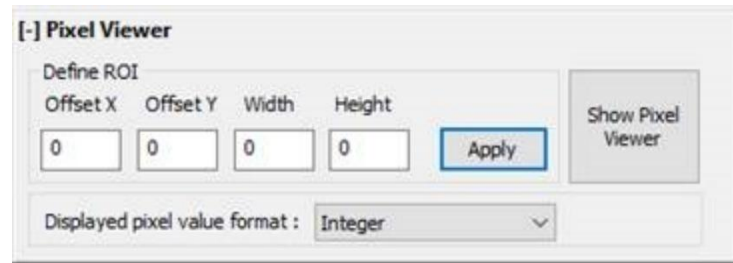 [-] Pixel Viewer
Define ROI
Offset X Offset Y Width Height
0 0 0 0 Apply
Show Pixel
Viewer
Displayed pixel value format : Integer